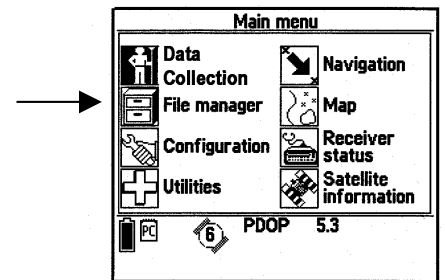 Main menu
Data
Collection
Navigation
File manager
Map
Configuration
Receiver
status
Utilities
Satellite
information
PC
6
PDOP 5.3